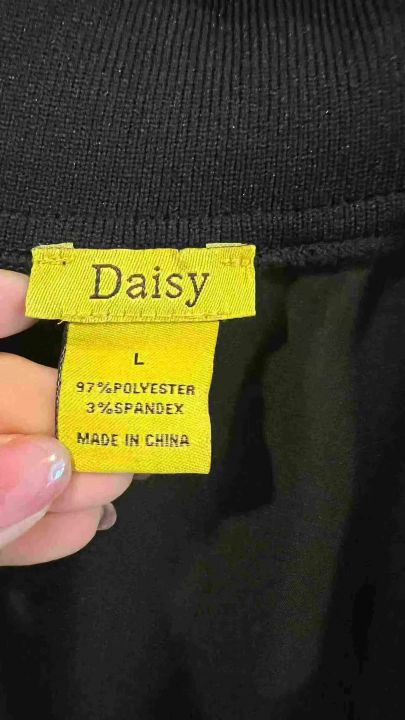 Daisy
L
97%POLYESTER
3%SPANDEX
MADE IN CHINA